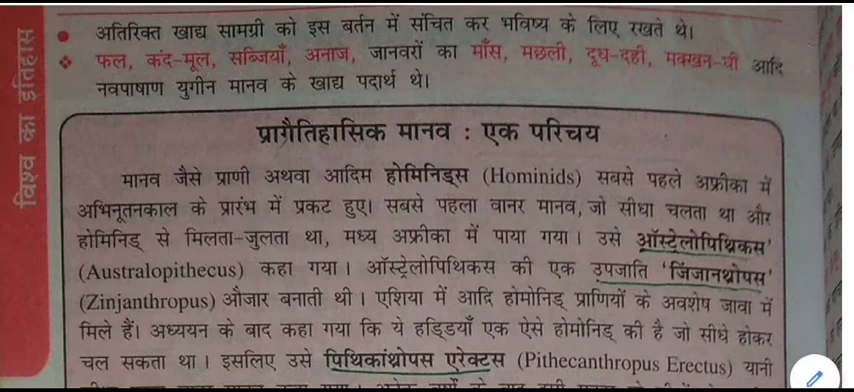 विश्व का इतिहास
• अतिरिक्त खाद्य सामग्री को इस बर्तन में संचित कर भविष्य के लिए रखते थे।
❖ फल, कंद-मूल, सब्जियाँ, अनाज, जानवरों का माँस, मछली, दूध-दही, मक्खन-घी आदि
नवपाषाण युगीन मानव के खाद्य पदार्थ थे।
प्रागैतिहासिक मानव : एक परिचय
मानव जैसे प्राणी अथवा आदिम होमिनिड्स (Hominids) सबसे पहले अफ्रीका में
अभिनूतनकाल के प्रारंभ में प्रकट हुए। सबसे पहला वानर मानव, जो सीधा चलता था और
होमिनिड् से मिलता-जुलता था, मध्य अफ्रीका में पाया गया। उसे ऑस्टेलोपिथिकस'
(Australopithecus) कहा गया। ऑस्ट्रेलोपिथिकस की एक उपजाति 'जिंजानथ्रोपस'
(Zinjanthropus) औजार बनाती थी। एशिया में आदि होमोनिड् प्राणियों के अवशेष जावा में
मिले हैं। अध्ययन के बाद कहा गया कि ये हड्डियाँ एक ऐसे होमोनिड् की है जो सीधे होकर
चल सकता था। इसलिए उसे पिथिकांथ्रोपस एरेक्टस (Pithecanthropus Erectus) यानी